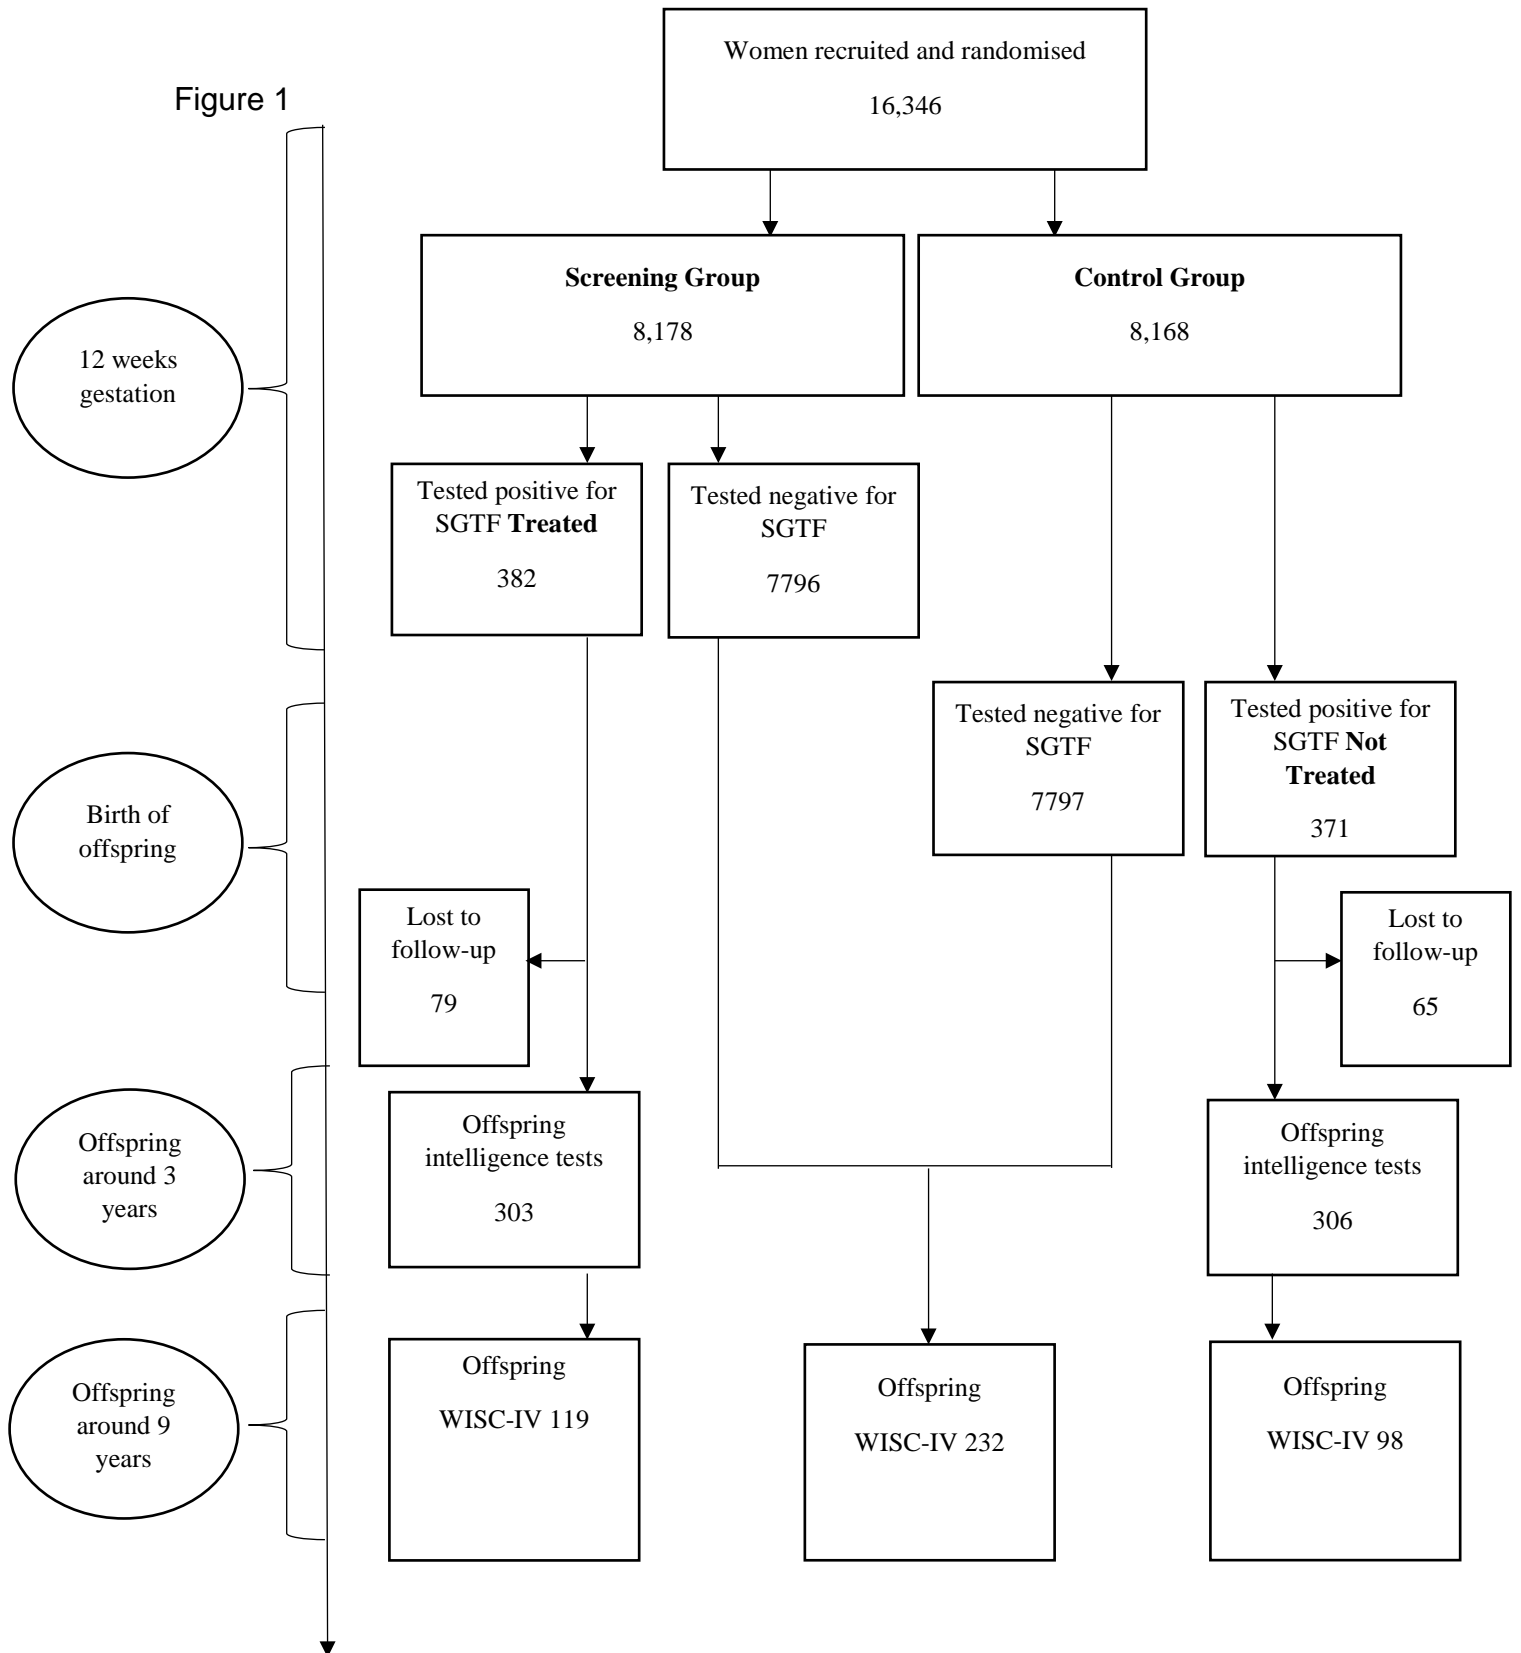 Women recruited and randomised
16,346
Figure 1
Screening Group
8,178
Control Group
8,168
12 weeks
gestation
Tested positive for
SGTF Treated
382
Tested negative for
SGTF
7796
Tested negative for
SGTF
7797
Tested positive for
SGTF Not
Treated
371
Birth of
offspring
Lost to
follow-up
79
Lost to
follow-up
65
Offspring
around 3
years
Offspring
intelligence tests
303
Offspring
intelligence tests
306
Offspring
around 9
years
Offspring
WISC-IV 119
Offspring
WISC-IV 232
Offspring
WISC-IV 98